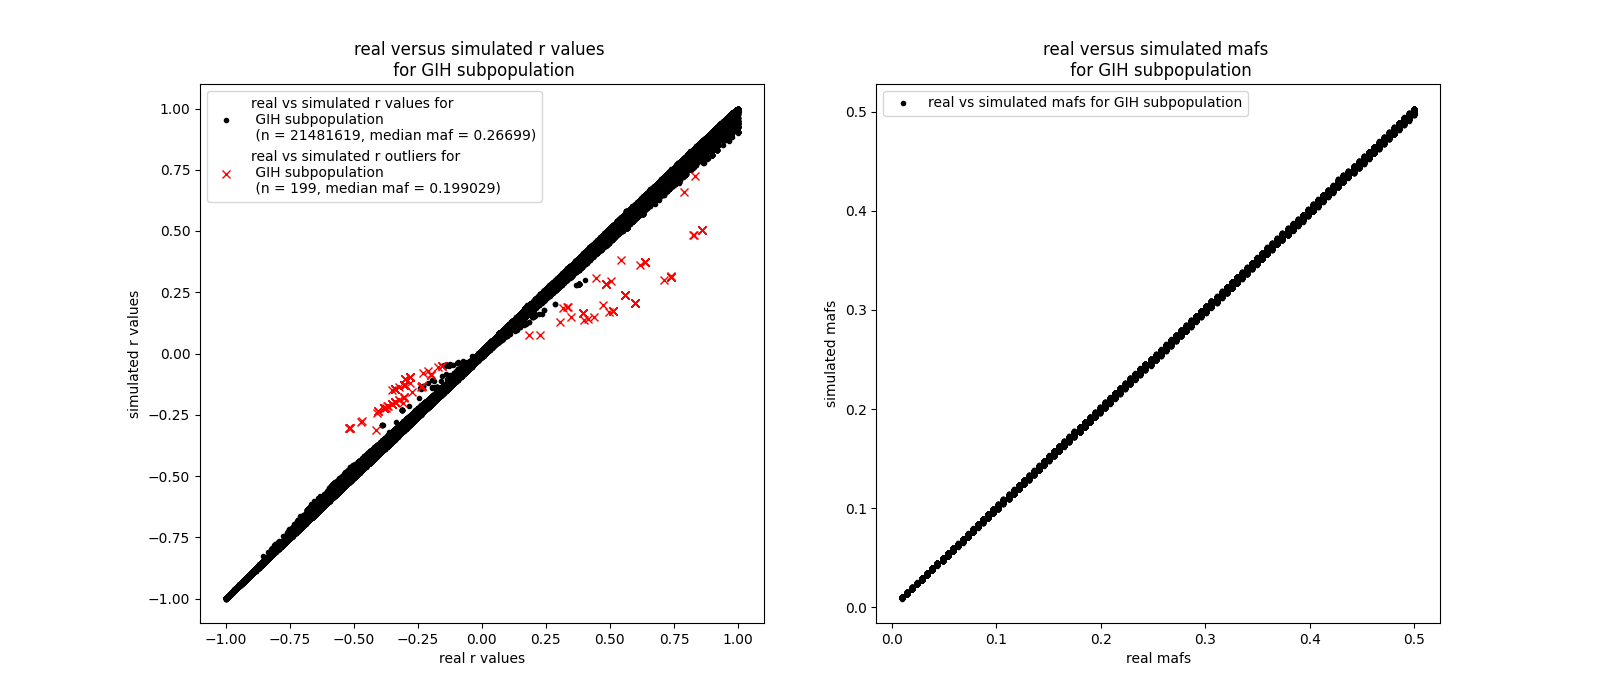 real versus simulated r values
for GIH subpopulation
real vs simulated r values for
GIH subpopulation
(n = 21481619, median maf = 0.26699)
real vs simulated r outliers for
GIH subpopulation
(n = 199, median maf = 0.199029)
1.00
0.75
0.50
0.25
0.00
−0.25
−0.50
−0.75
−1.00
simulated r values
−1.00 −0.75 −0.50 −0.25 0.00 0.25 0.50 0.75 1.00
real r values
real versus simulated mafs
for GIH subpopulation
real vs simulated mafs for GIH subpopulation
0.5
0.4
0.3
0.2
0.1
0.0
simulated mafs
0.0 0.1 0.2 0.3 0.4 0.5
real mafs